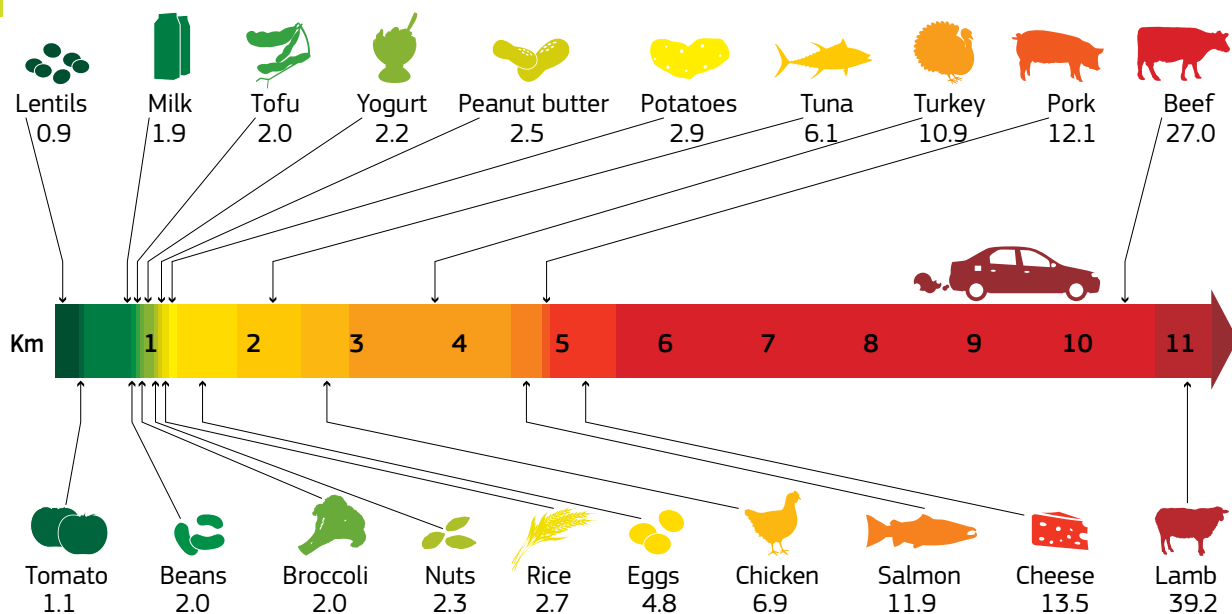 Lentils Milk Tofu Yogurt Peanut butter Potatoes Tuna Turkey Pork Beef
0.9 1.9 2.0 2.2 2.5 2.9 6.1 10.9 12.1 27.0
Km 1 2 3 4 5 6 7 8 9 10 11
Tomato Beans Broccoli Nuts Rice Eggs Chicken Salmon Cheese Lamb
1.1 2.0 2.0 2.3 2.7 4.8 6.9 11.9 13.5 39.2